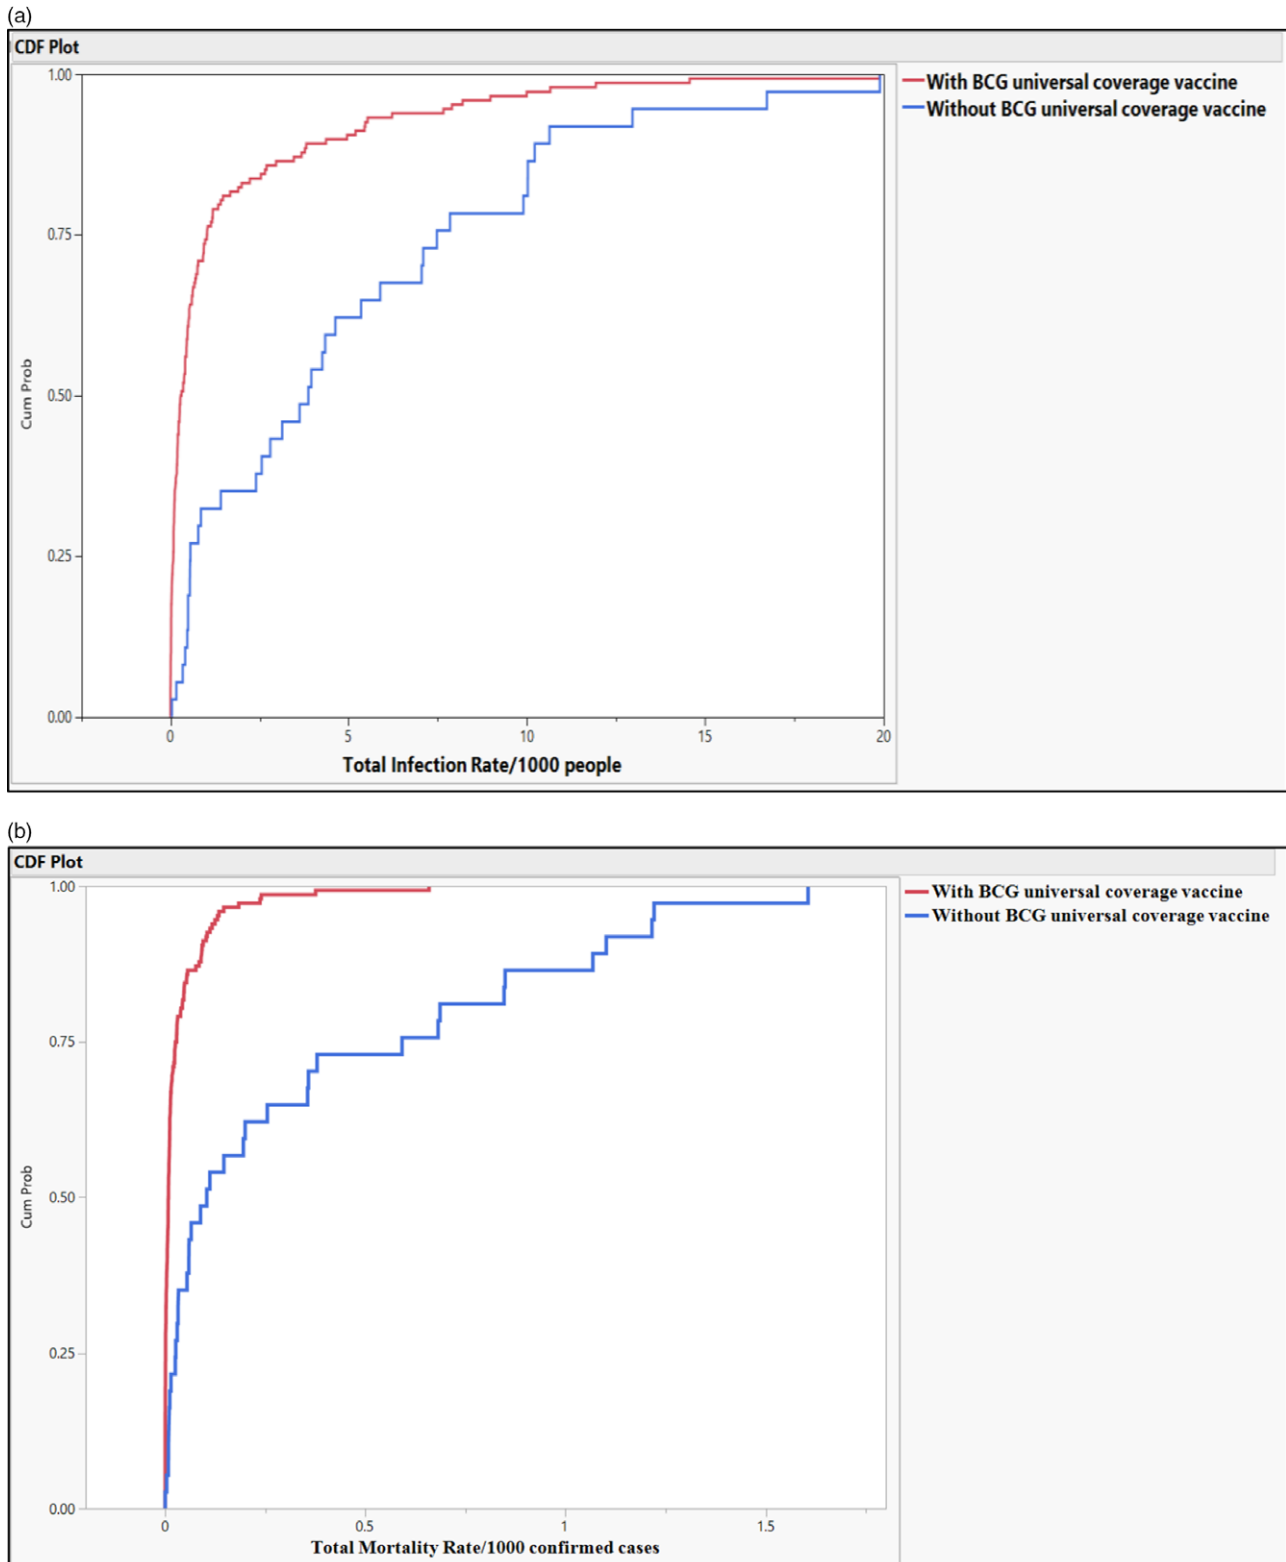 (a)
CDF Plot
With BCG universal coverage vaccine
Without BCG universal coverage vaccine
1.00
0.75
0.50
0.25
0.00
Cum Prob
0 5 10 15 20
Total Infection Rate/1000 people
(b)
CDF Plot
With BCG universal coverage vaccine
Without BCG universal coverage vaccine
1.00
0.75
0.50
0.25
0.00
Cum Prob
0 0.5 1 1.5
Total Mortality Rate/1000 confirmed cases